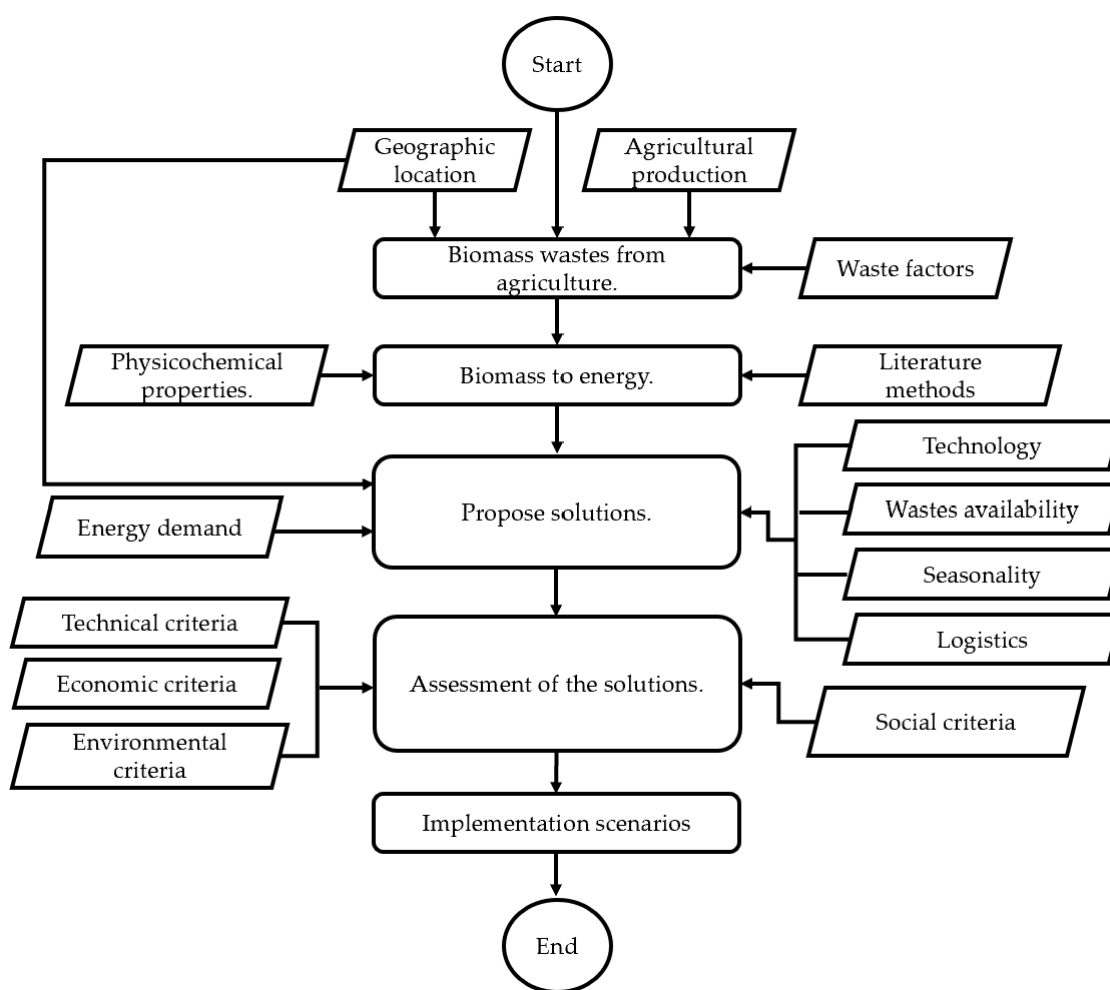 Start
Geographic
location
Agricultural
production
Biomass wastes from
agriculture.
Waste factors
Physicochemical
properties.
Biomass to energy.
Literature
methods
Technology
Wastes availability
Seasonality
Logistics
Energy demand
Propose solutions.
Technical criteria
Economic criteria
Environmental
criteria
Assessment of the solutions.
Social criteria
Implementation scenarios
End